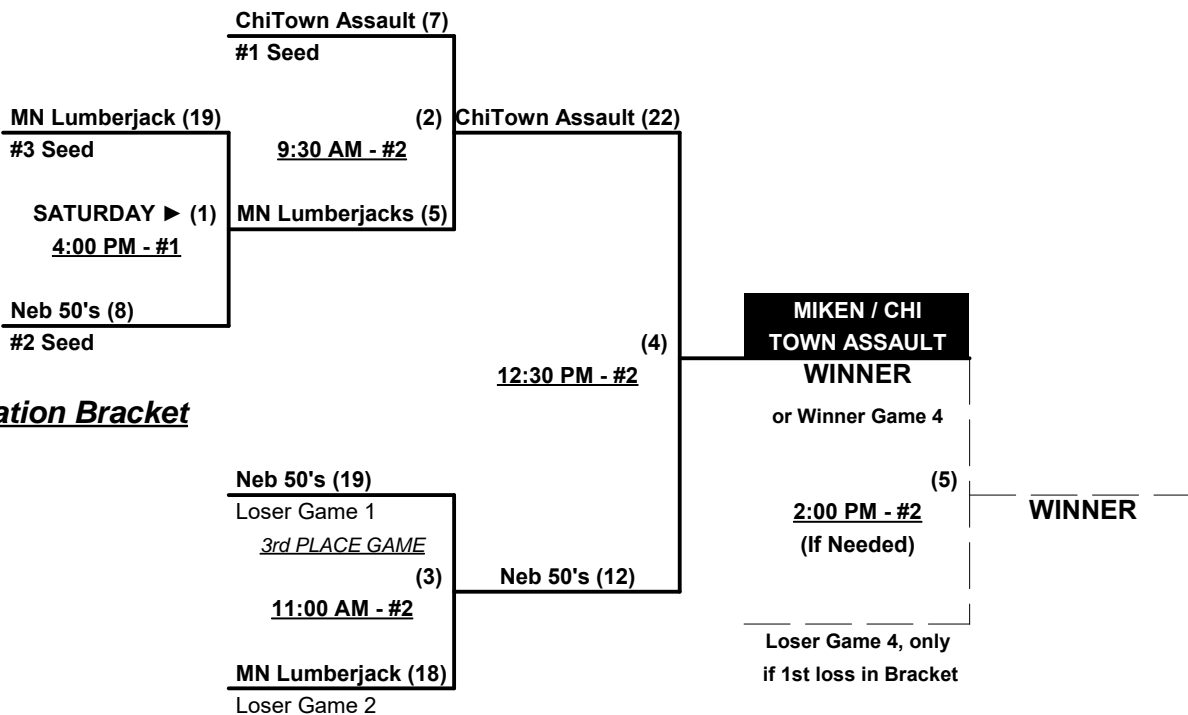 ChiTown Assault (7)
#1 Seed
MN Lumberjack (19)
#3 Seed
(2)
9:30 AM - #2
ChiTown Assault (22)
SATURDAY ► (1)
4:00 PM - #1
MN Lumberjacks (5)
Neb 50's (8)
#2 Seed
(4)
12:30 PM - #2
MIKEN / CHI
TOWN ASSAULT
WINNER
or Winner Game 4
ation Bracket
Neb 50's (19)
Loser Game 1
3rd PLACE GAME
(3)
11:00 AM - #2
Neb 50's (12)
(5)
2:00 PM - #2
(If Needed)
WINNER
MN Lumberjack (18)
Loser Game 2
Loser Game 4, only
if 1st loss in Bracket